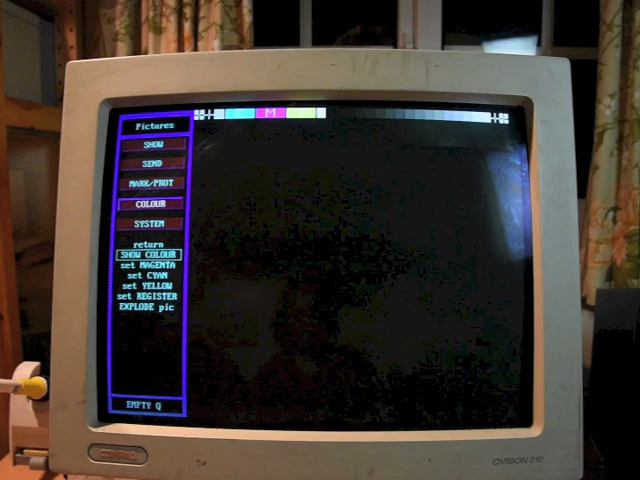 Pictures
M
SHOW
SEND
MARK/PROT
COLOUR
SYSTEM
return
SHOW COLOUR
set MAGENTA
set CYAN
set YELLOW
set REGISTER
EXPLODE pic
EMPTY Q
COMPAQ
QVISION 210